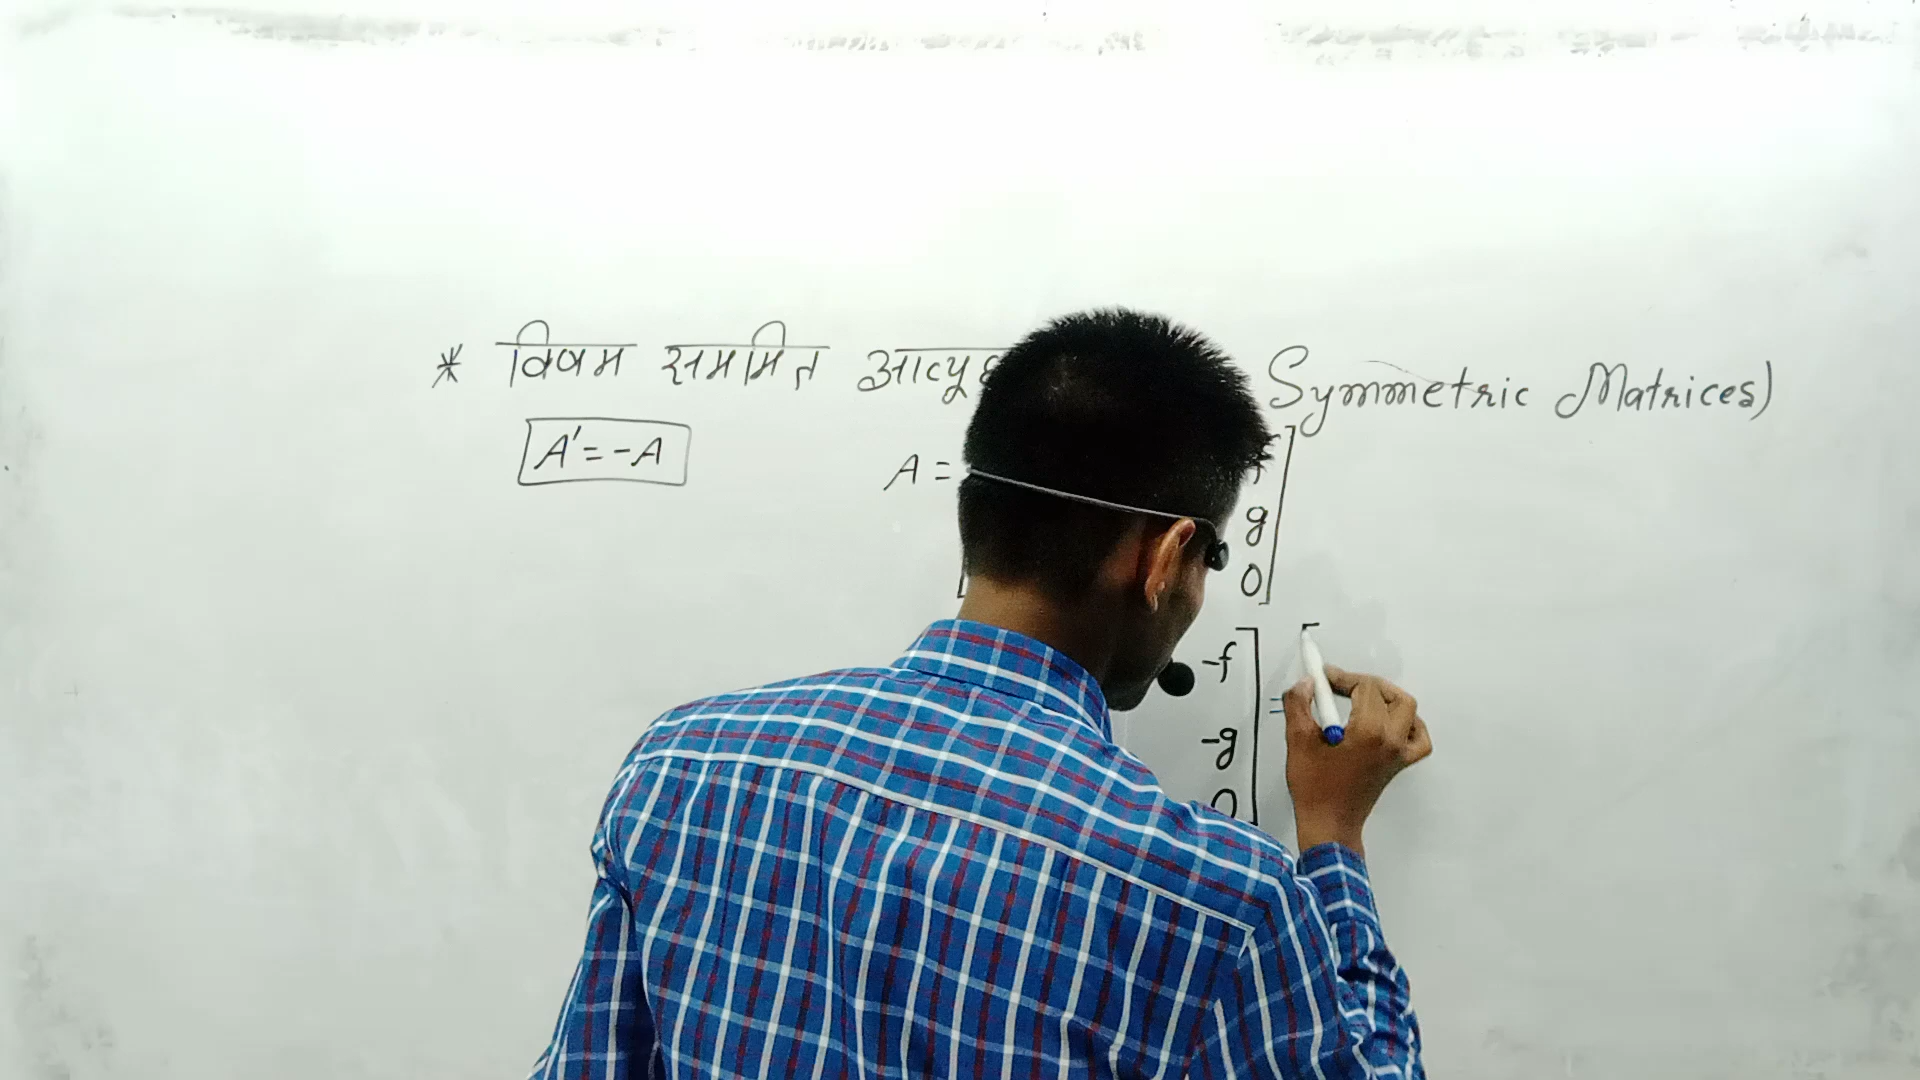 * विषम सममित आव्यूह Symmetric Matrices)
A' = -A
A =
g
0
-f
=
-g
0